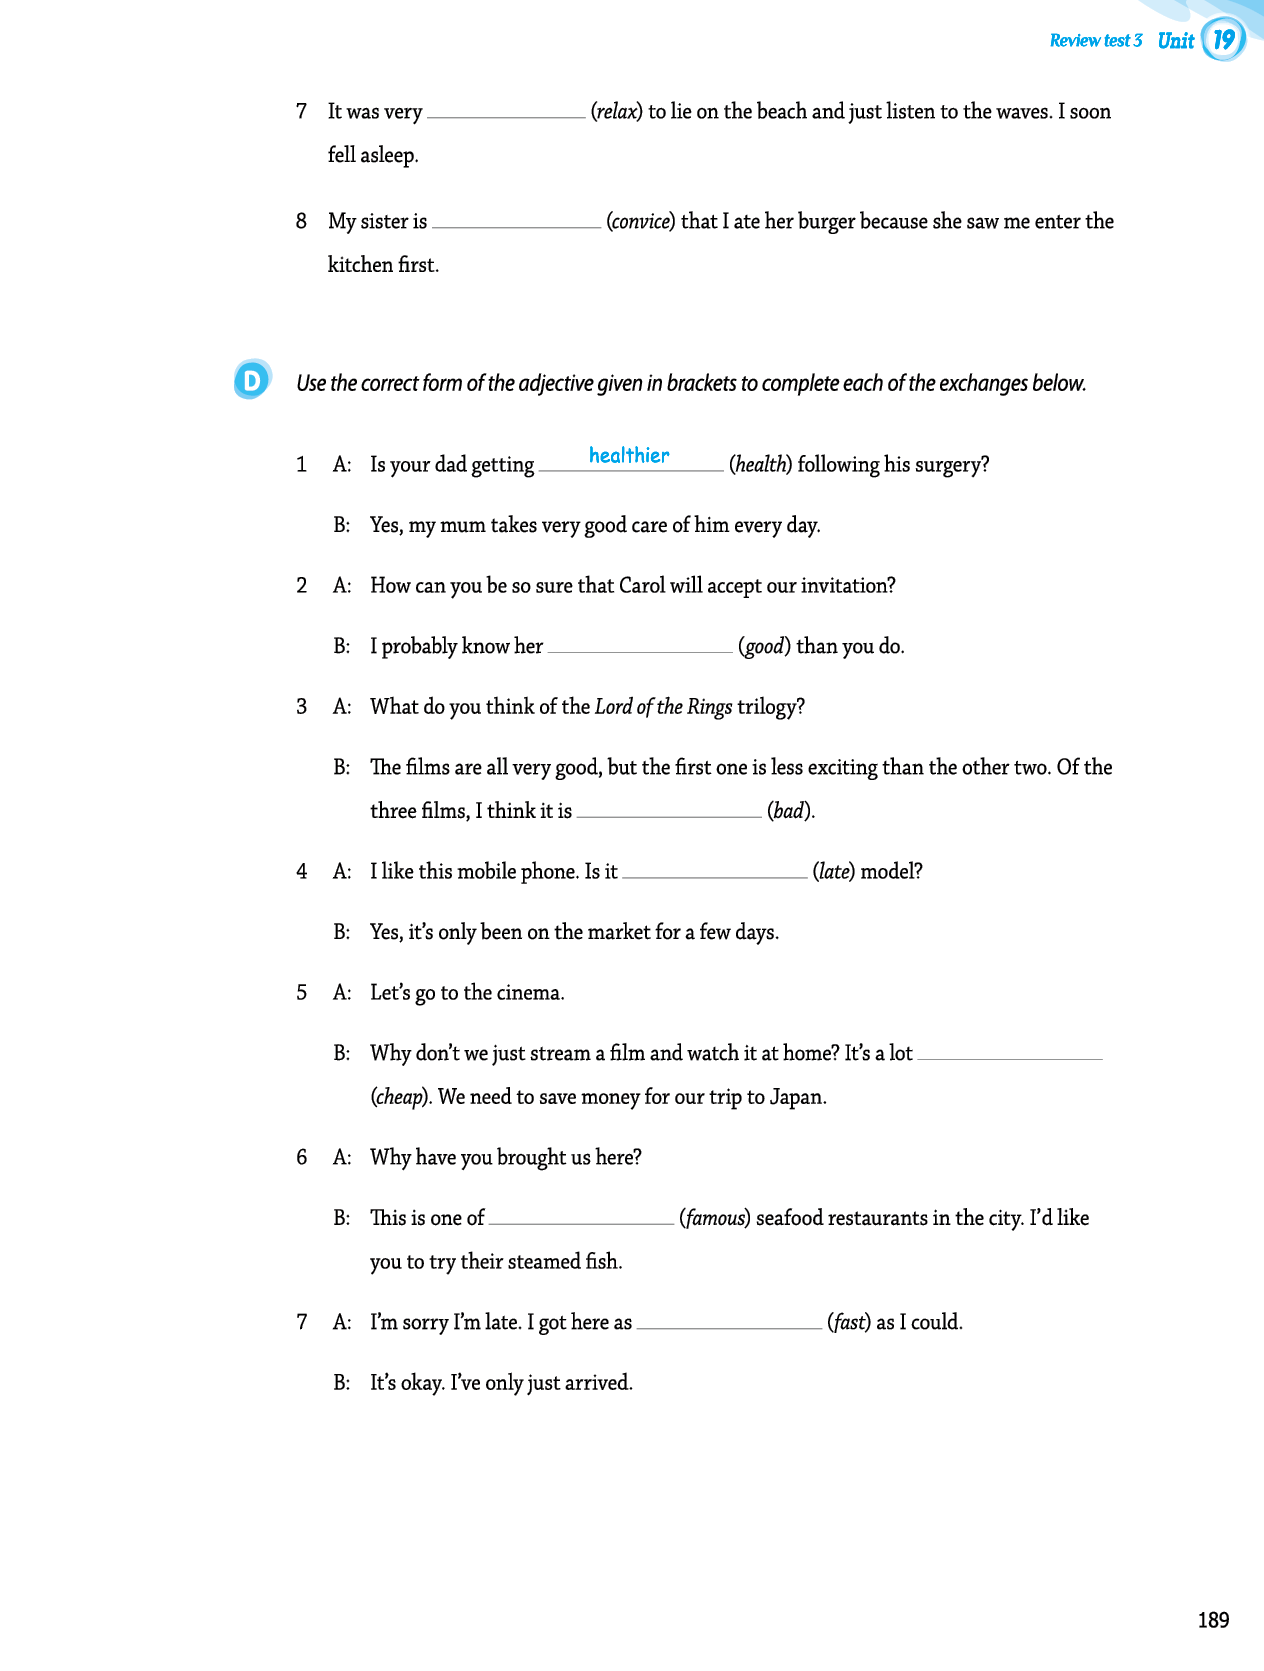 Review test 3 Unit 19
7 It was very ______________ (relax) to lie on the beach and just listen to the waves. I soon
fell asleep.
8 My sister is ______________ (convice) that I ate her burger because she saw me enter the
kitchen first.
D Use the correct form of the adjective given in brackets to complete each of the exchanges below.
1 A: Is your dad getting healthier (health) following his surgery?
B: Yes, my mum takes very good care of him every day.
2 A: How can you be so sure that Carol will accept our invitation?
B: I probably know her ______________ (good) than you do.
3 A: What do you think of the Lord of the Rings trilogy?
B: The films are all very good, but the first one is less exciting than the other two. Of the
three films, I think it is ______________ (bad).
4 A: I like this mobile phone. Is it ______________ (late) model?
B: Yes, it's only been on the market for a few days.
5 A: Let's go to the cinema.
B: Why don't we just stream a film and watch it at home? It's a lot ______________
(cheap). We need to save money for our trip to Japan.
6 A: Why have you brought us here?
B: This is one of ______________ (famous) seafood restaurants in the city. I'd like
you to try their steamed fish.
7 A: I'm sorry I'm late. I got here as ______________ (fast) as I could.
B: It's okay. I've only just arrived.
189